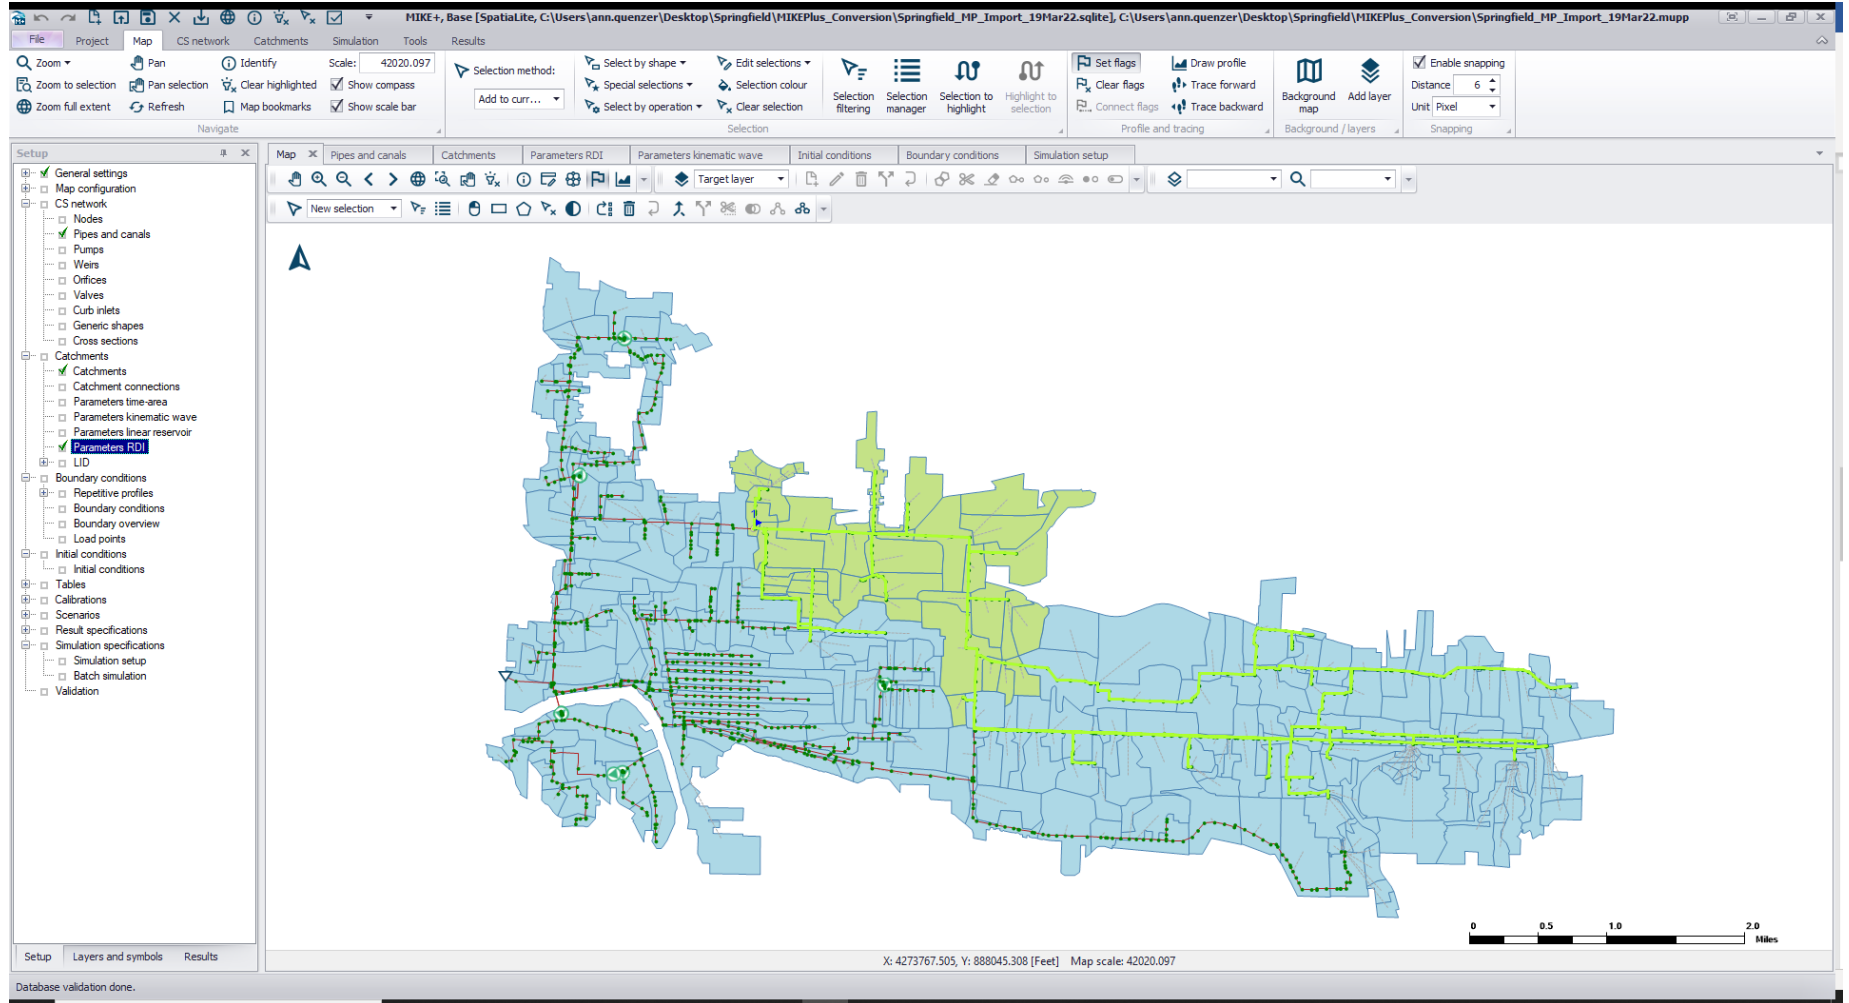 MIKE+, Base [SpatiaLite, C:\Users\ann.quenzer\Desktop\Springfield\MIKEPlus_Conversion\Springfield_MP_Import_19Mar22.sqlite], C:\Users\ann.quenzer\Desktop\Springfield\MIKEPlus_Conversion\Springfield_MP_Import_19Mar22.mupp
File Project Map CS network Catchments Simulation Tools Results
Zoom Pan Identify Scale: 42020.097
Zoom to selection Pan selection Clear highlighted Show compass
Zoom full extent Refresh Map bookmarks Show scale bar
Navigate
Selection method:
Add to curr...
Select by shape Edit selections
Special selections Selection colour
Select by operation Clear selection
Selection filtering
Selection manager
Selection to highlight
Highlight to selection
Selection
Set flags Draw profile
Clear flags Trace forward
Connect flags Trace backward
Profile and tracing
Background map
Add layer
Background / layers
Enable snapping
Distance 6
Unit Pixel
Snapping
Setup
General settings
Map configuration
CS network
Nodes
Pipes and canals
Pumps
Weirs
Orifices
Valves
Curb inlets
Generic shapes
Cross sections
Catchments
Catchments
Catchment connections
Parameters time-area
Parameters kinematic wave
Parameters linear reservoir
Parameters RDI
LID
Boundary conditions
Repetitive profiles
Boundary conditions
Boundary overview
Load points
Initial conditions
Initial conditions
Tables
Calibrations
Scenarios
Result specifications
Simulation specifications
Simulation setup
Batch simulation
Validation
Setup Layers and symbols Results
Map Pipes and canals Catchments Parameters RDI Parameters kinematic wave Initial conditions Boundary conditions Simulation setup
Target layer
New selection
0 0.5 1.0 2.0
Miles
X: 4273767.505, Y: 888045.308 [Feet] Map scale: 42020.097
Database validation done.